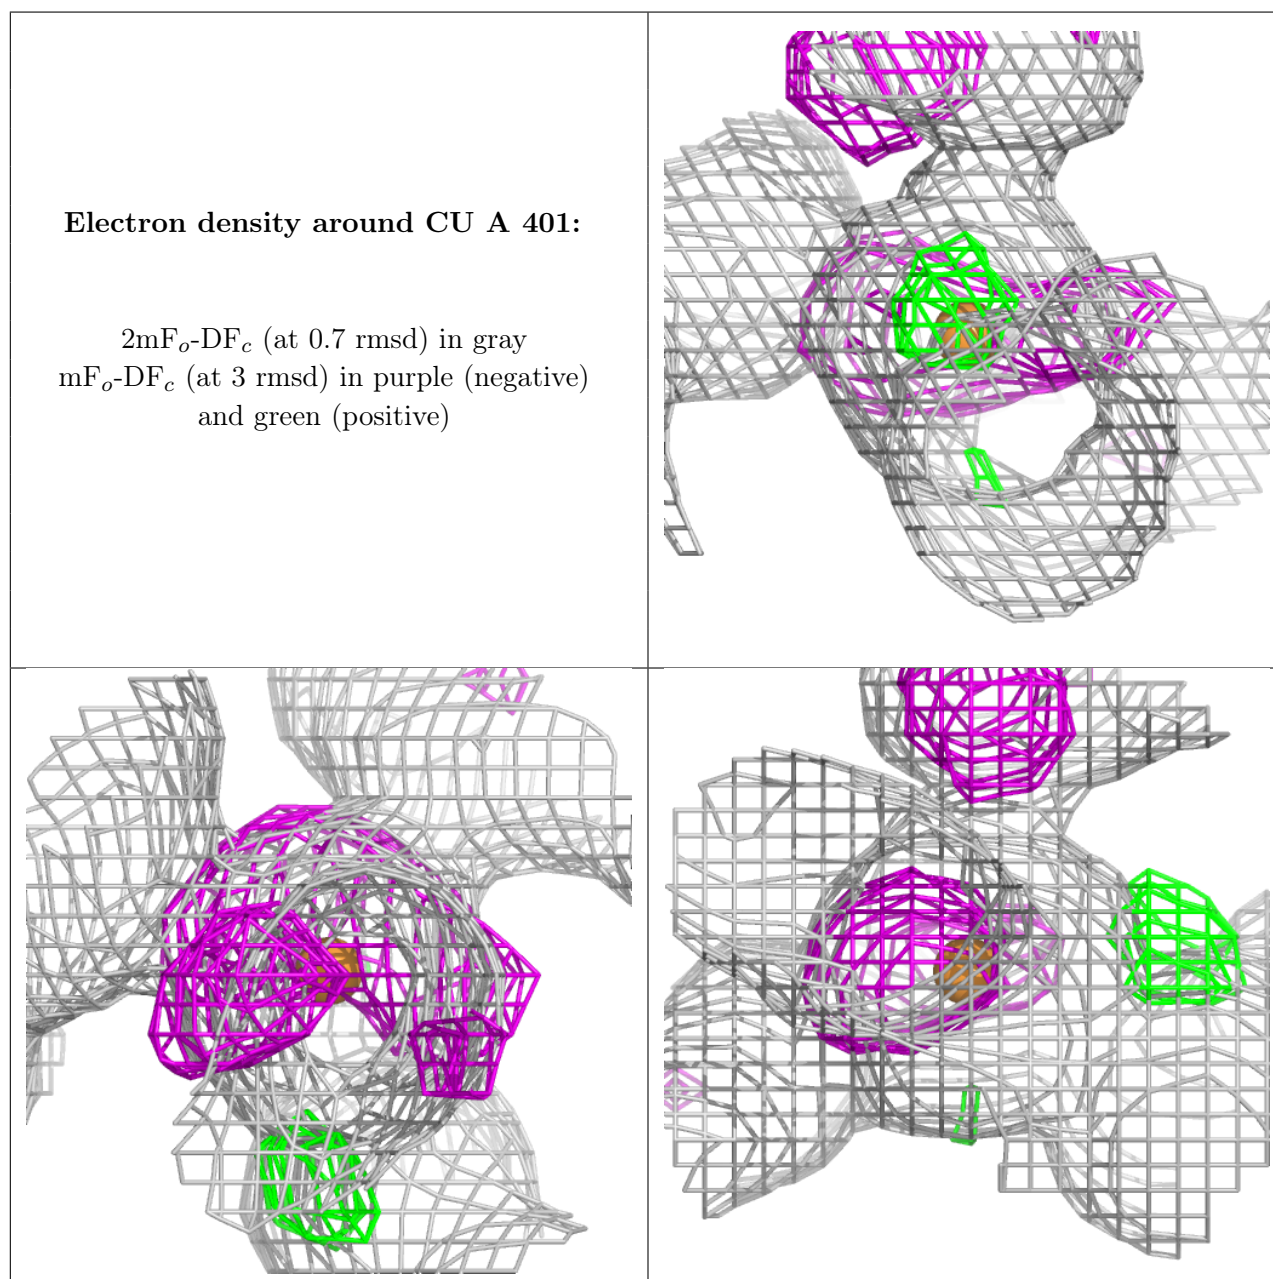 Electron density around CU A 401:
2mFₒ-DF𝒸 (at 0.7 rmsd) in gray
mFₒ-DF𝒸 (at 3 rmsd) in purple (negative)
and green (positive)